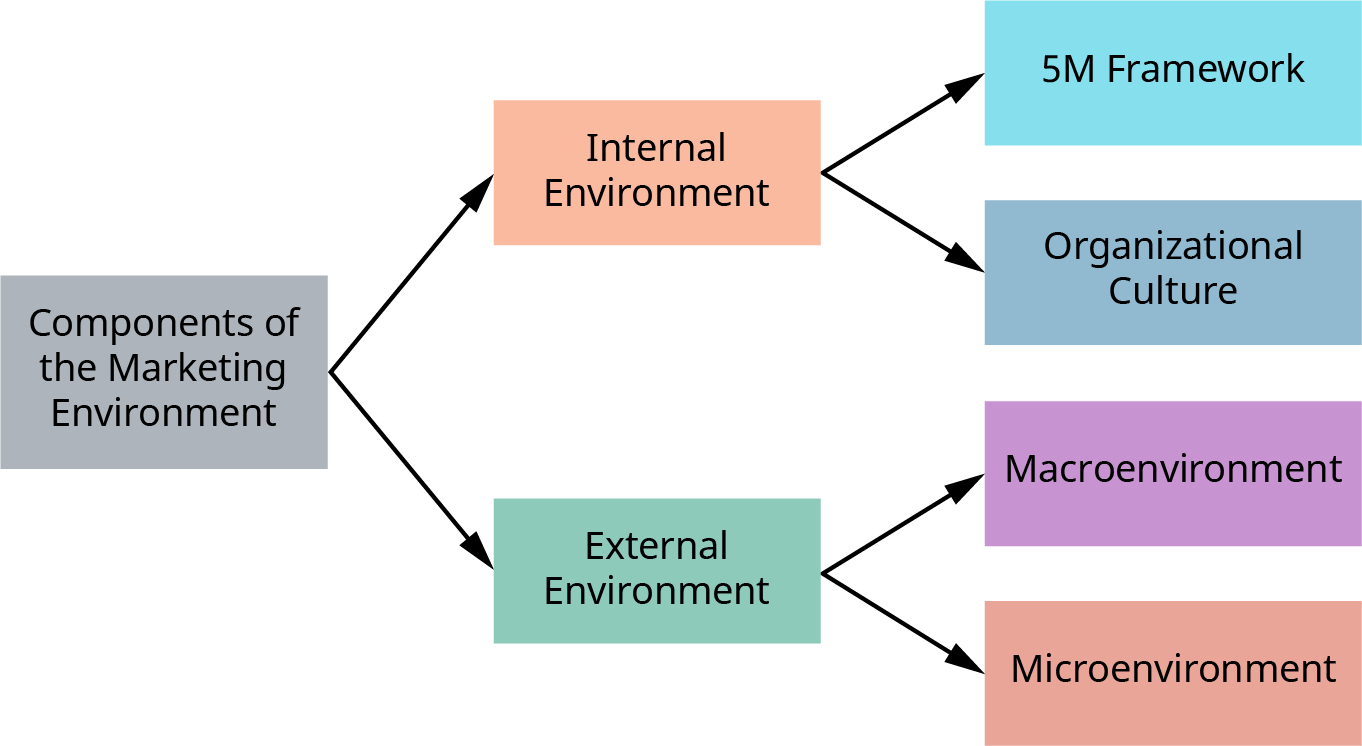 Components of
the Marketing
Environment
Internal
Environment
External
Environment
5M Framework
Organizational
Culture
Macroenvironment
Microenvironment